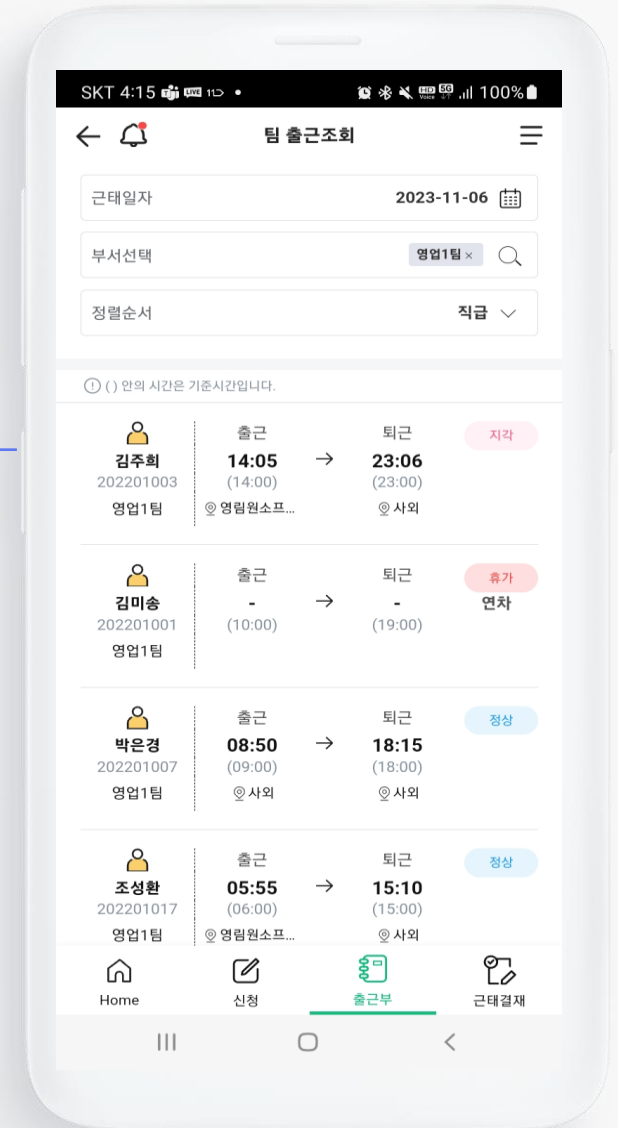 SKT 4:15 LIVE 11 • HD Voice 5G 100%
팀 출근조회
근태일자 2023-11-06
부서선택 영업1팀 ×
정렬순서 직급
( ) 안의 시간은 기준시간입니다.
출근 퇴근 지각
김주희 14:05 → 23:06
202201003 (14:00) (23:00)
영업1팀 영림원소프... 사외
출근 퇴근 휴가
김미송 - → - 연차
202201001 (10:00) (19:00)
영업1팀
출근 퇴근 정상
박은경 08:50 → 18:15
202201007 (09:00) (18:00)
영업1팀 사외 사외
출근 퇴근 정상
조성환 05:55 → 15:10
202201017 (06:00) (15:00)
영업1팀 영림원소프... 사외
Home 신청 출근부 근태결재